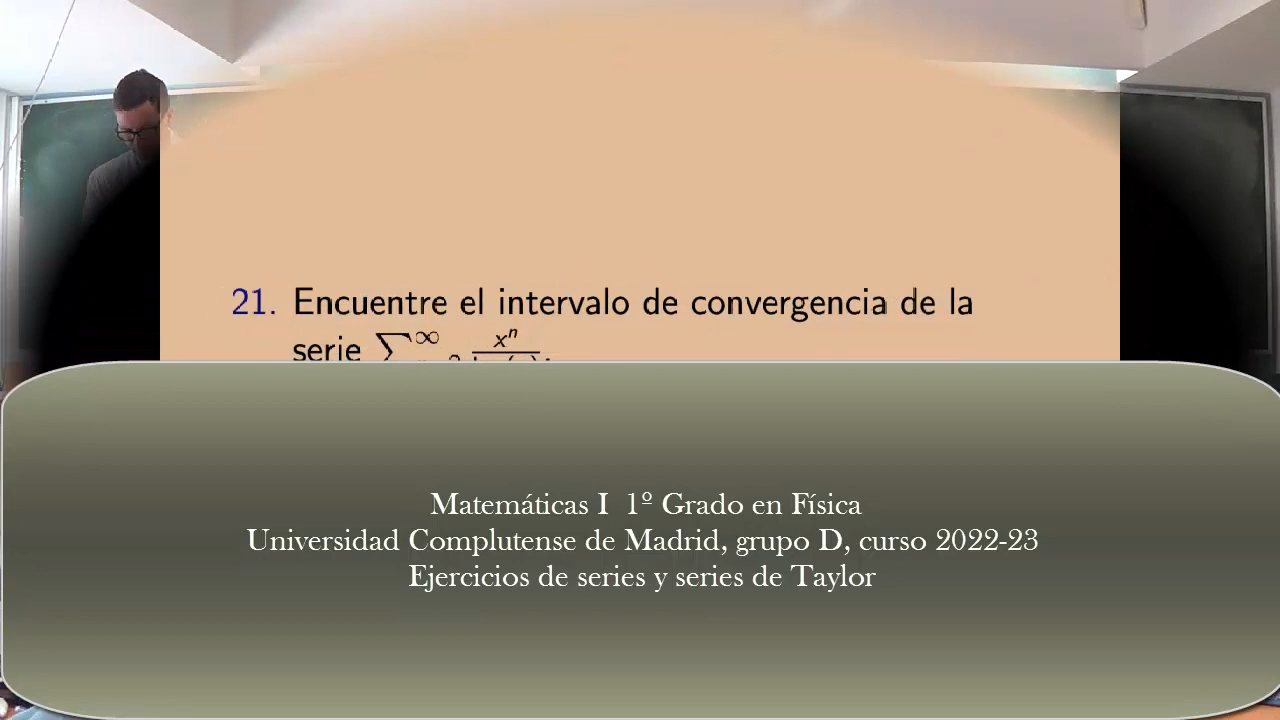 21. Encuentre el intervalo de convergencia de la
serie ∑ ∞ xⁿ
Matemáticas I 1º Grado en Física
Universidad Complutense de Madrid, grupo D, curso 2022-23
Ejercicios de series y series de Taylor